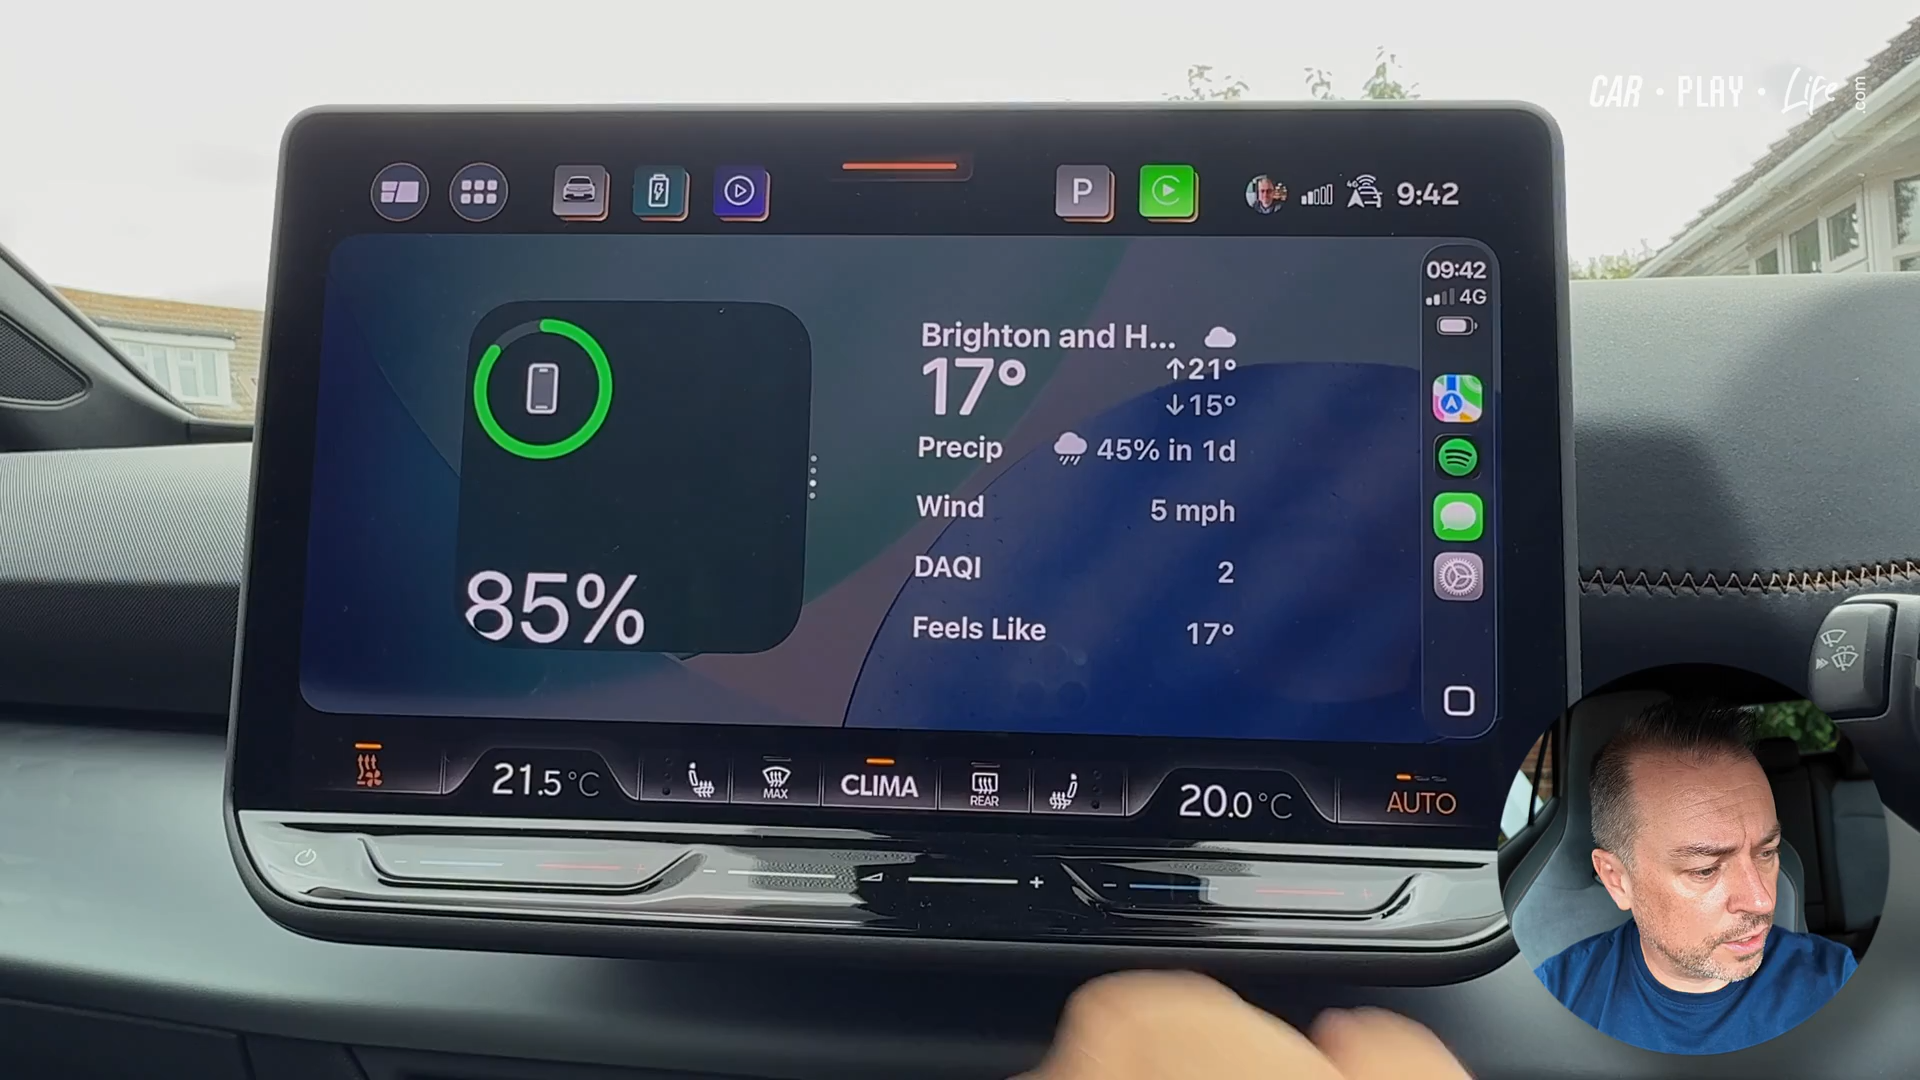 CAR • PLAY • Life .com
P
9:42
4G
09:42
4G
Brighton and H...
17°
↑21°
↓15°
Precip 45% in 1d
Wind 5 mph
DAQI 2
Feels Like 17°
85%
21.5°C
MAX
CLIMA
REAR
20.0°C
AUTO